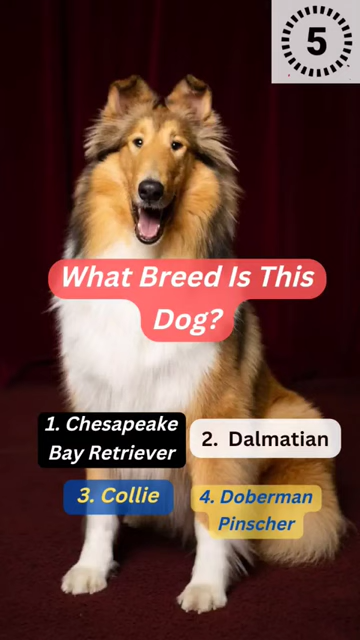 5
What Breed Is This
Dog?
1. Chesapeake
Bay Retriever
2. Dalmatian
3. Collie
4. Doberman
Pinscher